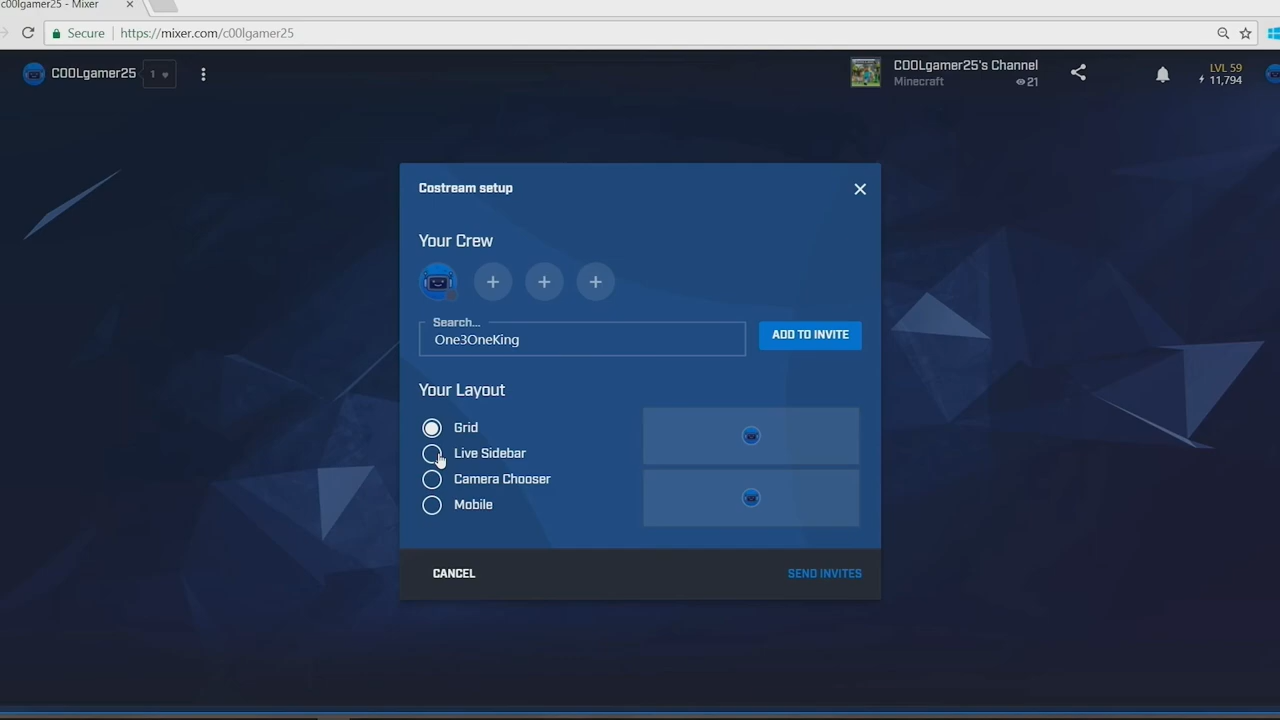 c00lgamer25 - Mixer
Secure
https://mixer.com/c00lgamer25
C00Lgamer25
1
C00Lgamer25's Channel
Minecraft
21
LVL 59
11,794
Costream setup
Your Crew
Search...
One3OneKing
ADD TO INVITE
Your Layout
Grid
Live Sidebar
Camera Chooser
Mobile
CANCEL
SEND INVITES